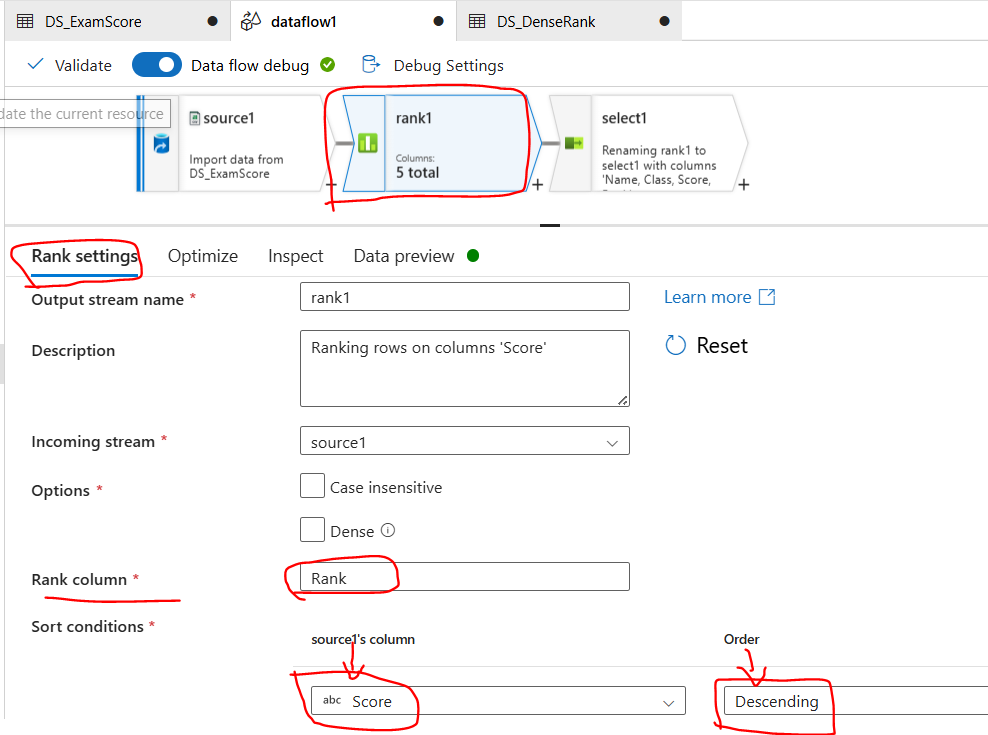 DS_ExamScore
dataflow1
DS_DenseRank
Validate
Data flow debug
Debug Settings
date the current resource
source1
Import data from
DS_ExamScore
rank1
Columns:
5 total
+
+
select1
Renaming rank1 to
select1 with columns
'Name, Class, Score,
+
Rank settings
Optimize
Inspect
Data preview
Output stream name *
rank1
Learn more
Description
Ranking rows on columns 'Score'
Reset
Incoming stream *
source1
Options *
Case insensitive
Dense
Rank column *
Rank
Sort conditions *
source1's column
Order
abc Score
Descending